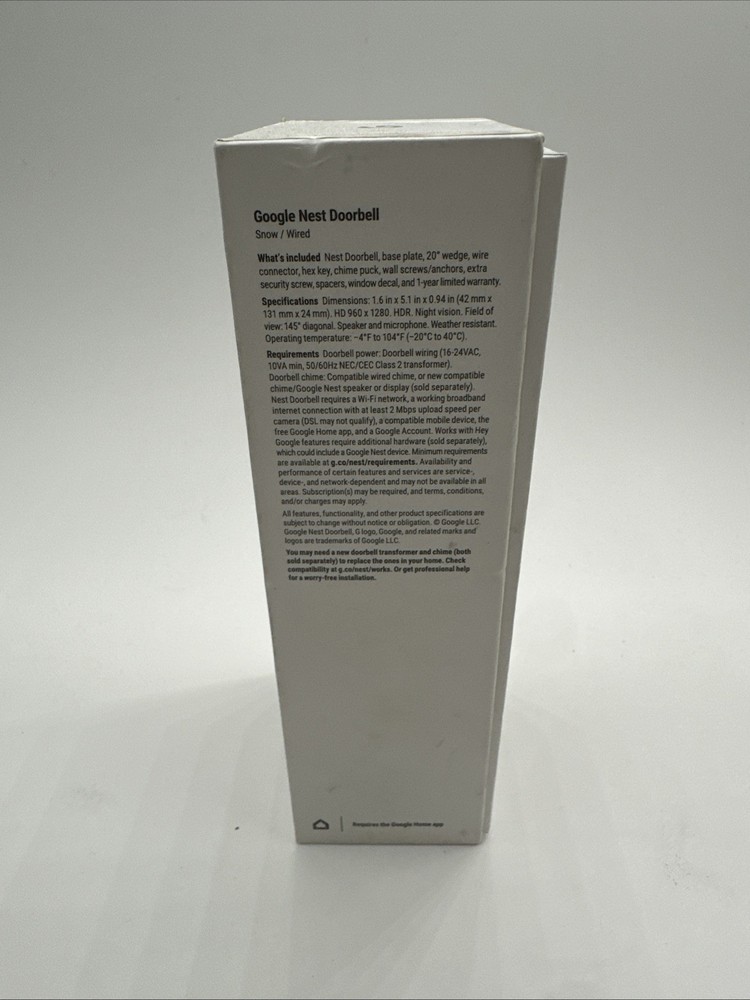 Google Nest Doorbell
Snow / Wired
What's included Nest Doorbell, base plate, 20° wedge, wire
connector, hex key, chime puck, wall screws/anchors, extra
security screw, spacers, window decal, and 1-year limited warranty.
Specifications Dimensions: 1.6 in x 5.1 in x 0.94 in (42 mm x
131 mm x 24 mm). HD 960 x 1280. HDR. Night vision. Field of
view: 145° diagonal. Speaker and microphone. Weather resistant.
Operating temperature: −4°F to 104°F (−20°C to 40°C).
Requirements Doorbell power: Doorbell wiring (16-24VAC,
10VA min, 50/60Hz NEC/CEC Class 2 transformer).
Doorbell chime: Compatible wired chime, or new compatible
chime/Google Nest speaker or display (sold separately).
Nest Doorbell requires a Wi-Fi network, a working broadband
internet connection with at least 2 Mbps upload speed per
camera (DSL may not qualify), a compatible mobile device, the
free Google Home app, and a Google Account. Works with Hey
Google features require additional hardware (sold separately),
which could include a Google Nest device. Minimum requirements
are available at g.co/nest/requirements. Availability and
performance of certain features and services are service-,
device-, and network-dependent and may not be available in all
areas. Subscription(s) may be required, and terms, conditions,
and/or charges may apply.
All features, functionality, and other product specifications are
subject to change without notice or obligation. © Google LLC.
Google Nest Doorbell, G logo, Google, and related marks and
logos are trademarks of Google LLC.
You may need a new doorbell transformer and chime (both
sold separately) to replace the ones in your home. Check
compatibility at g.co/nest/works. Or get professional help
for a worry-free installation.
Requires the Google Home app